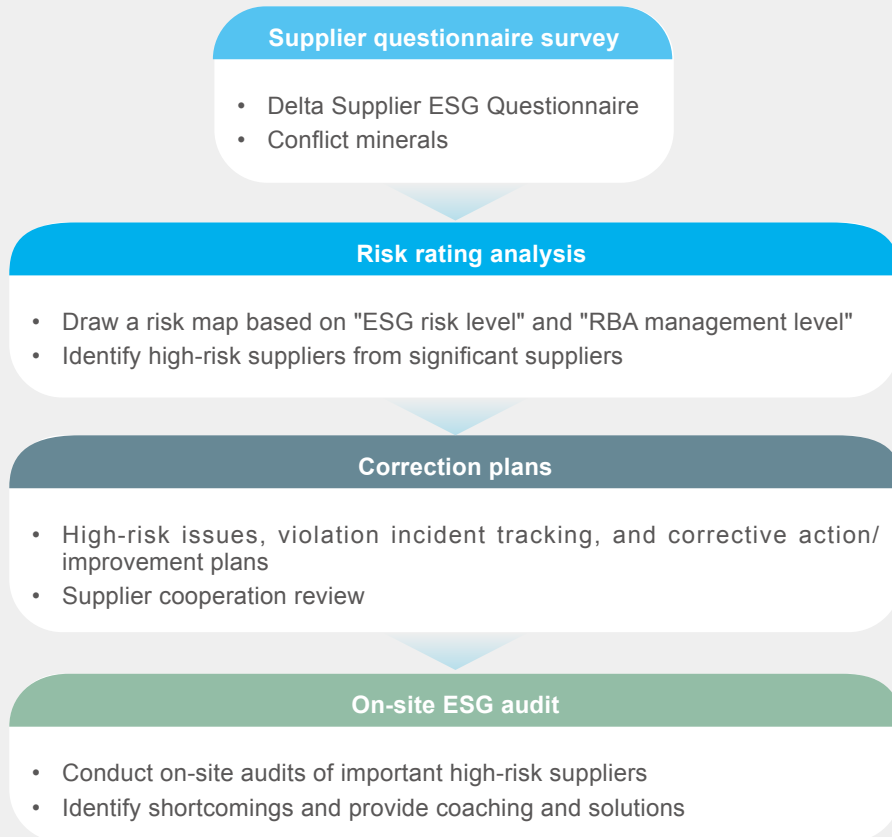 Supplier questionnaire survey
• Delta Supplier ESG Questionnaire
• Conflict minerals
Risk rating analysis
• Draw a risk map based on "ESG risk level" and "RBA management level"
• Identify high-risk suppliers from significant suppliers
Correction plans
• High-risk issues, violation incident tracking, and corrective action/
improvement plans
• Supplier cooperation review
On-site ESG audit
• Conduct on-site audits of important high-risk suppliers
• Identify shortcomings and provide coaching and solutions